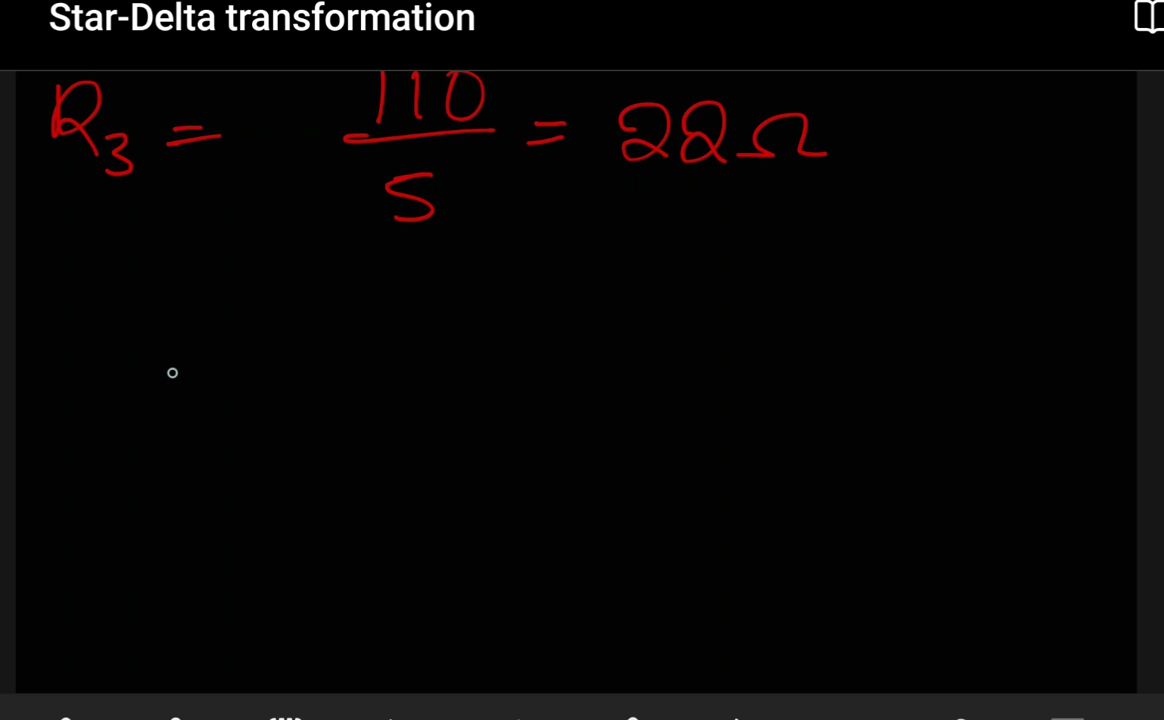 Star-Delta transformation
R3 = 110/5 = 22Ω